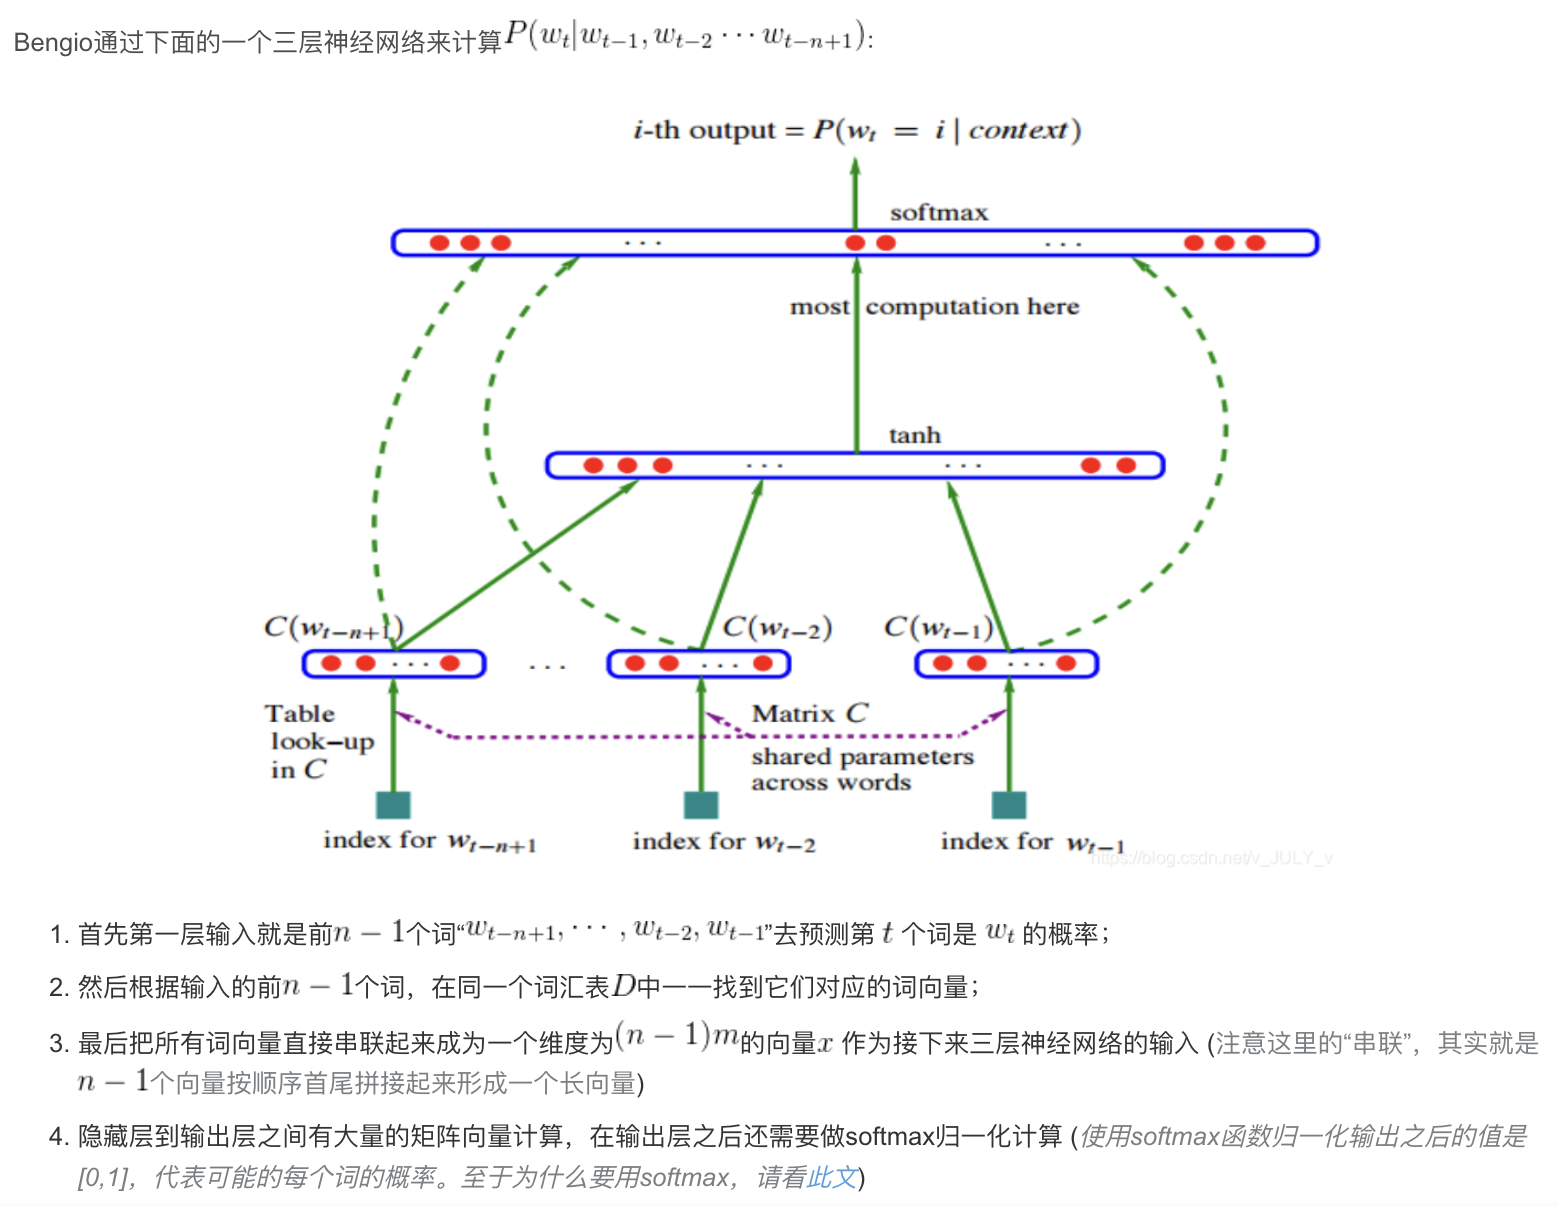 Bengio通过下面的一个三层神经网络来计算P(w_t|w_{t-1}, w_{t-2} ··· w_{t-n+1}):
i-th output = P(w_t = i | context)
softmax
··· ···
most computation here
tanh
··· ···
C(w_{t-n+1}) C(w_{t-2}) C(w_{t-1})
··· ··· ··· ···
Table Matrix C
look-up shared parameters
in C across words
index for w_{t-n+1} index for w_{t-2} index for w_{t-1}
https://blog.csdn.net/v_JULY_v
1. 首先第一层输入就是前n − 1个词“w_{t-n+1}, ··· , w_{t-2}, w_{t-1}”去预测第 t 个词是 w_t 的概率；
2. 然后根据输入的前n − 1个词，在同一个词汇表D中一一找到它们对应的词向量；
3. 最后把所有词向量直接串联起来成为一个维度为(n − 1)m的向量x 作为接下来三层神经网络的输入 (注意这里的“串联”，其实就是
n − 1个向量按顺序首尾拼接起来形成一个长向量)
4. 隐藏层到输出层之间有大量的矩阵向量计算，在输出层之后还需要做softmax归一化计算 (使用softmax函数归一化输出之后的值是
[0,1]，代表可能的每个词的概率。至于为什么要用softmax，请看此文)